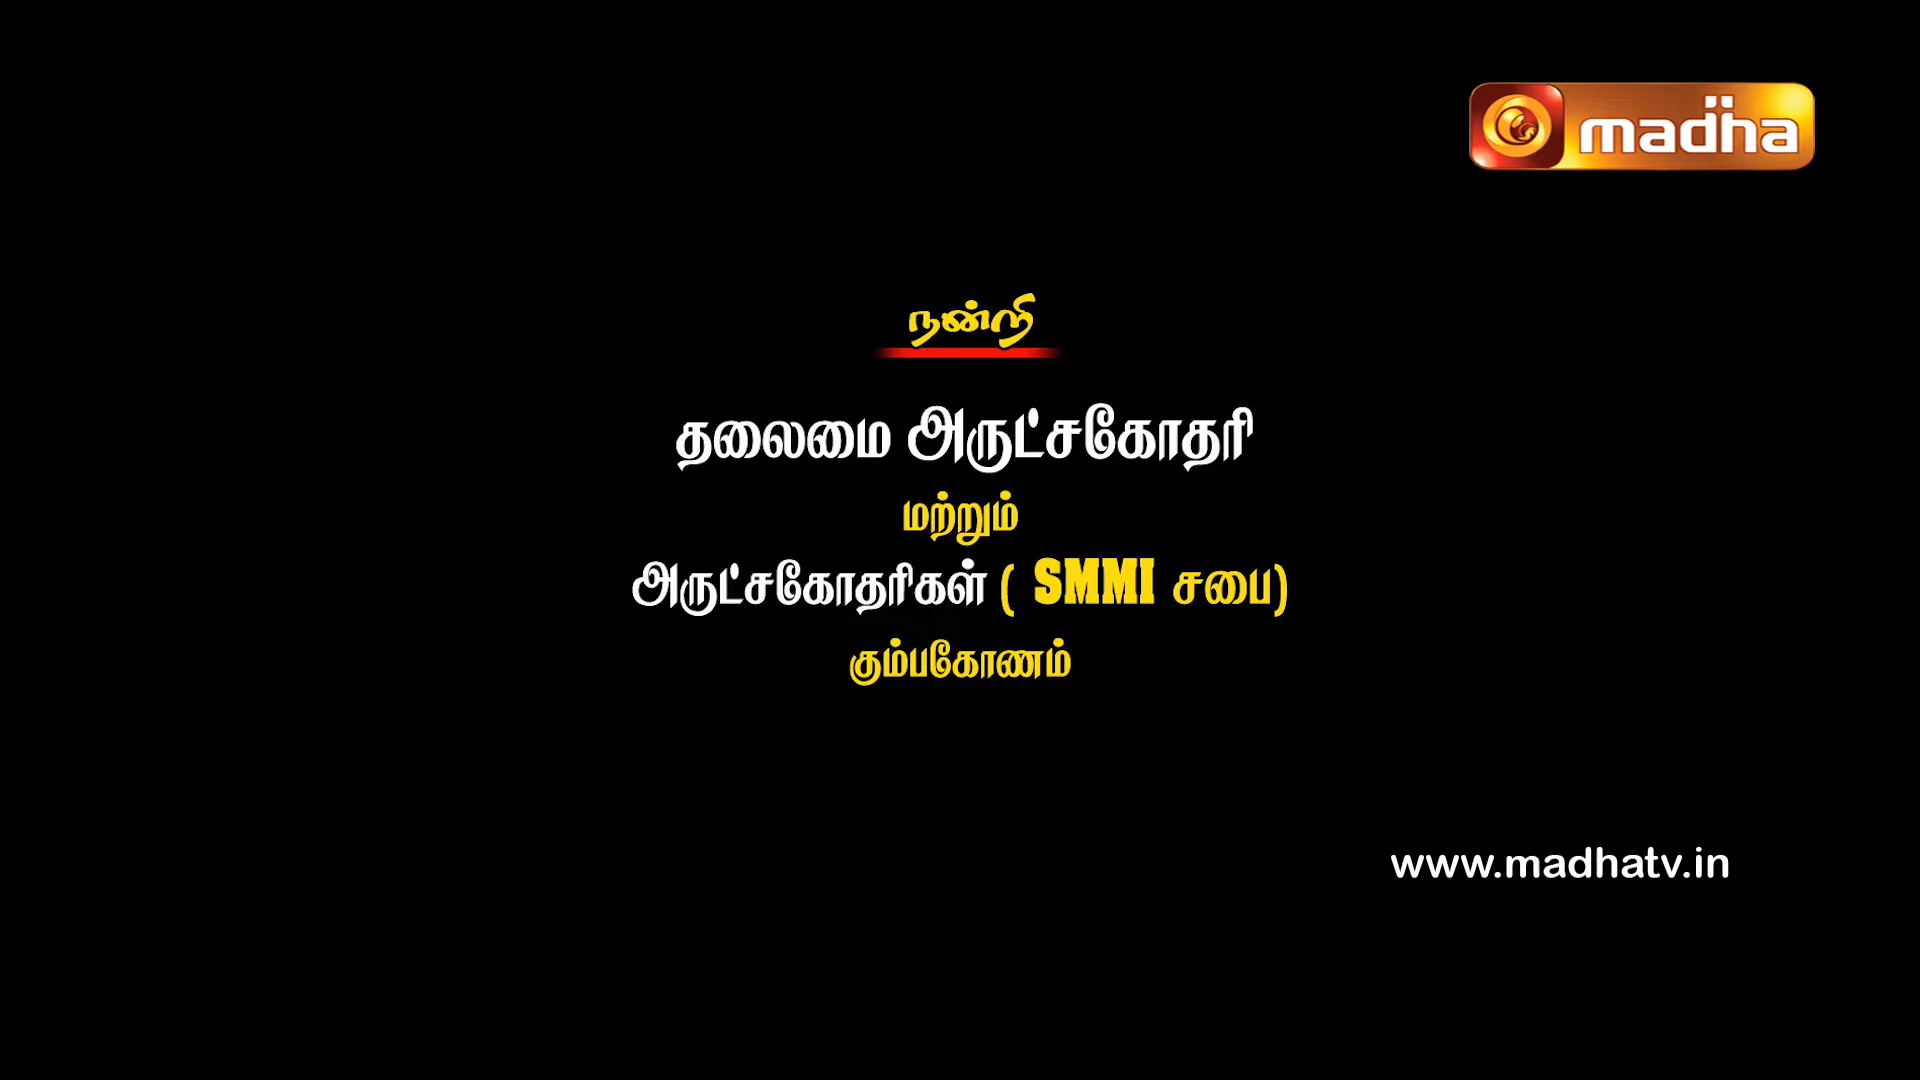 madha
நன்றி
தலைமை அருட்சகோதரி
மற்றும்
அருட்சகோதரிகள் ( SMMI சபை)
கும்பகோணம்
www.madhatv.in